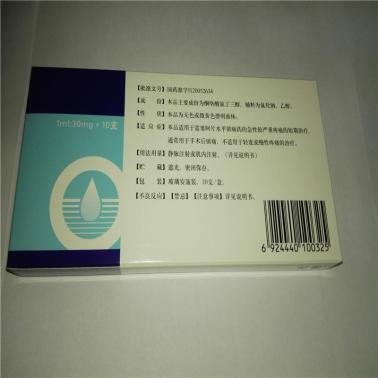 1ml:30mg * 10支
【批准文号】国药准字H20052634
【成　　份】本品主要成份为酮咯酸氨丁三醇，辅料为氯化钠、乙醇。
【性　　状】本品为无色或微黄色澄明液体。
【适 应 症】本品适用于需要阿片水平镇痛药的急性较严重疼痛的短期治疗，
通常用于手术后镇痛，不适用于轻度或慢性疼痛的治疗。
【用法用量】静脉注射或肌内注射。（详见说明书）
【贮　　藏】遮光，密闭保存。
【包　　装】玻璃安瓿装，10支/盒。
【不良反应】【禁忌】【注意事项】详见说明书。
6 924440 100325